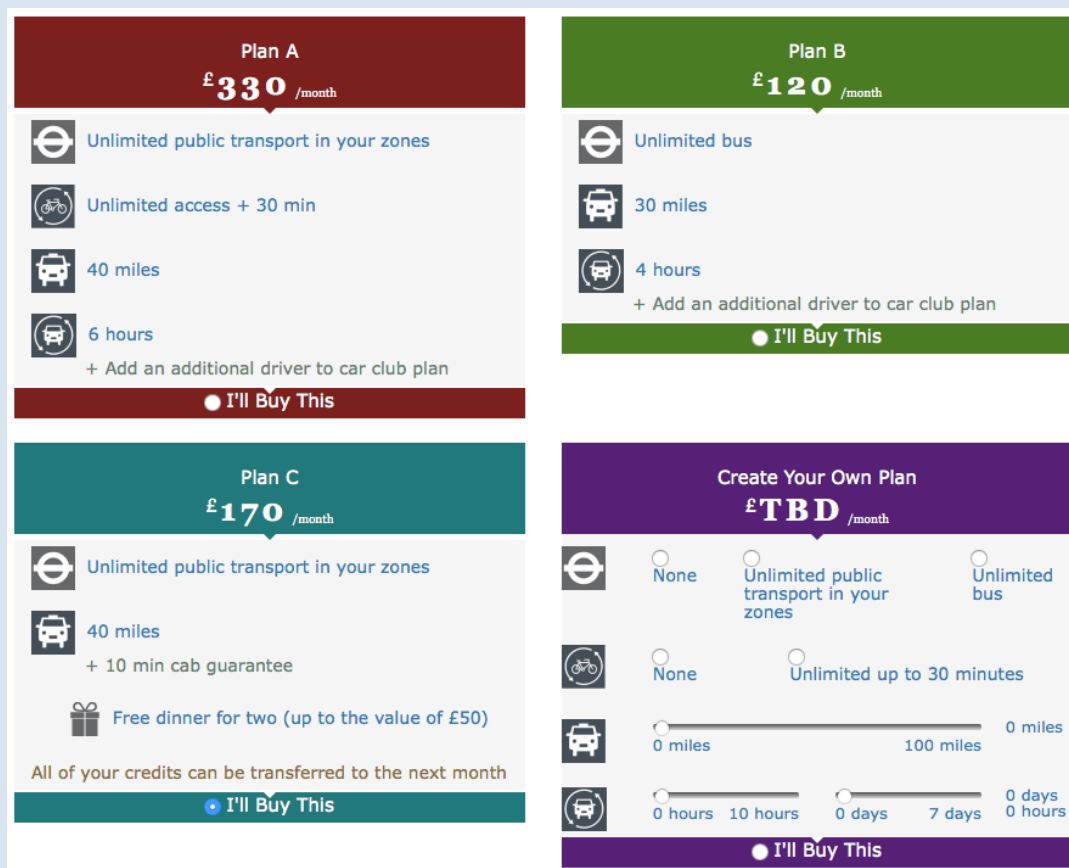 Plan A
£330 /month
Unlimited public transport in your zones
Unlimited access + 30 min
40 miles
6 hours
+ Add an additional driver to car club plan
I'll Buy This
Plan B
£120 /month
Unlimited bus
30 miles
4 hours
+ Add an additional driver to car club plan
I'll Buy This
Plan C
£170 /month
Unlimited public transport in your zones
40 miles
+ 10 min cab guarantee
Free dinner for two (up to the value of £50)
All of your credits can be transferred to the next month
I'll Buy This
Create Your Own Plan
£TBD /month
None
Unlimited public
transport in your
zones
Unlimited
bus
None
Unlimited up to 30 minutes
0 miles
100 miles
0 miles
0 hours 10 hours
0 days 7 days
0 days
0 hours
I'll Buy This